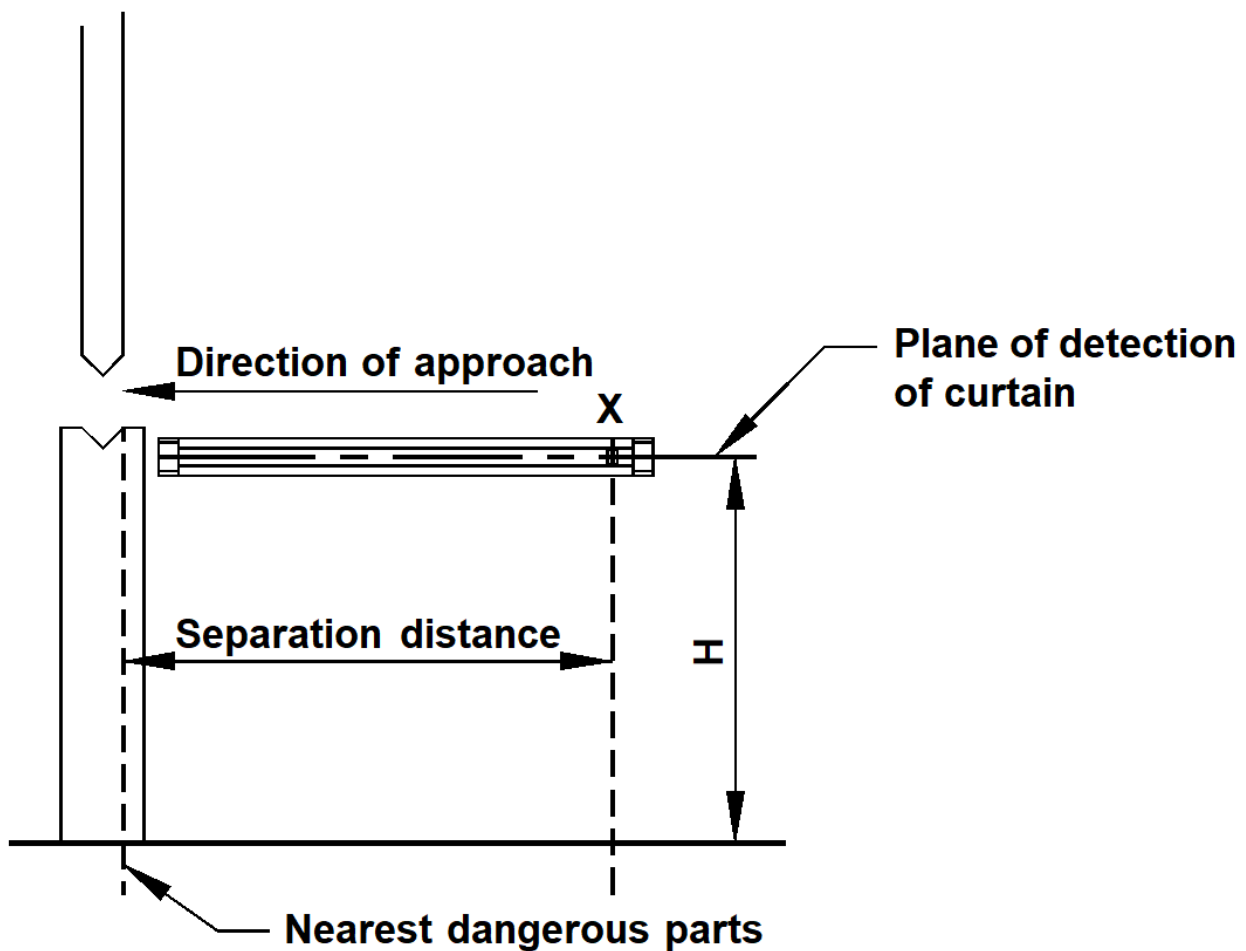 Direction of approach
X
Plane of detection
of curtain
Separation distance
H
Nearest dangerous parts